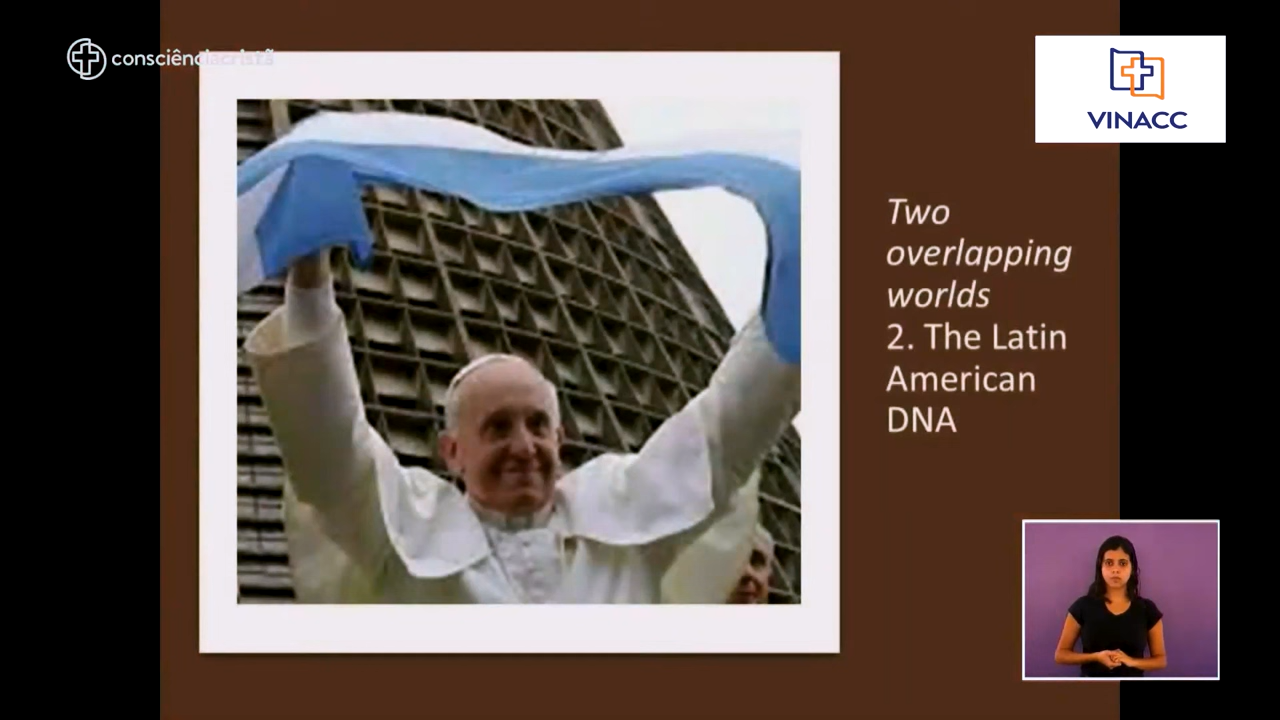 consciênciacristã
VINACC
Two
overlapping
worlds
2. The Latin
American
DNA